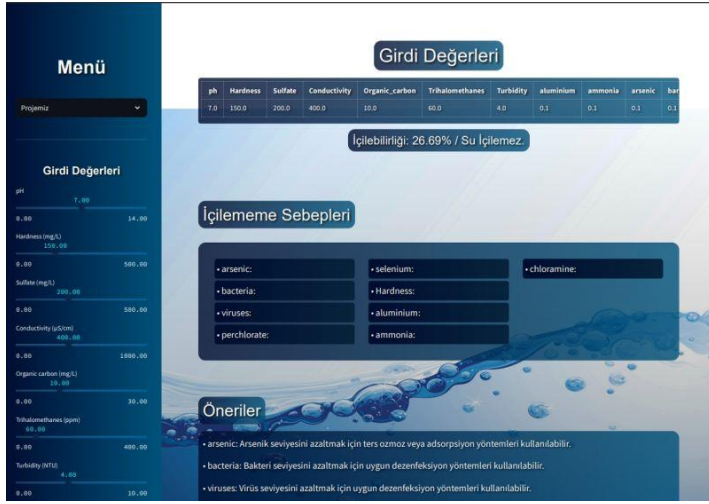 Menü
Projemiz
Girdi Değerleri
pH
7.00
0.00 14.00
Hardness (mg/L)
150.00
0.00 500.00
Sulfate (mg/L)
200.00
0.00 500.00
Conductivity (μS/cm)
400.00
0.00 1000.00
Organic carbon (mg/L)
10.00
0.00 30.00
Trihalomethanes (ppm)
60.00
0.00 400.00
Turbidity (NTU)
4.00
0.00 10.00
Girdi Değerleri
ph Hardness Sulfate Conductivity Organic_carbon Trihalomethanes Turbidity aluminium ammonia arsenic bar
7.0 150.0 200.0 400.0 10.0 60.0 4.0 0.1 0.1 0.1 0.1
İçilebilirliği: 26.69% / Su İçilemez.
İçilememe Sebepleri
• arsenic: • selenium: • chloramine:
• bacteria: • Hardness:
• viruses: • aluminium:
• perchlorate: • ammonia:
Öneriler
• arsenic: Arsenik seviyesini azaltmak için ters ozmoz veya adsorpsiyon yöntemleri kullanılabilir.
• bacteria: Bakteri seviyesini azaltmak için uygun dezenfeksiyon yöntemleri kullanılabilir.
• viruses: Virüs seviyesini azaltmak için uygun dezenfeksiyon yöntemleri kullanılabilir.